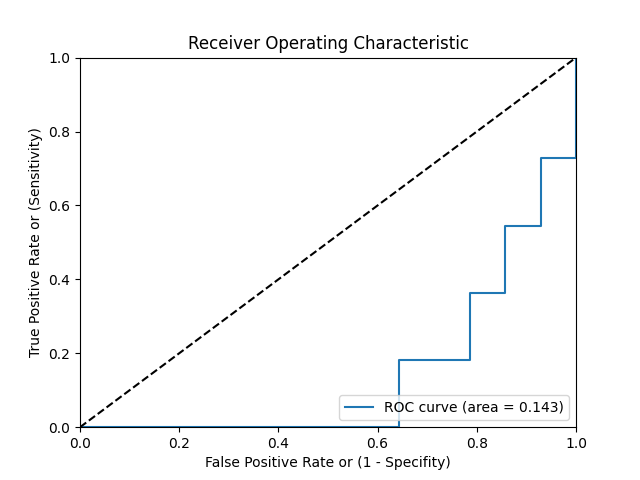 Receiver Operating Characteristic
1.0
0.8
0.6
0.4
0.2
0.0
True Positive Rate or (Sensitivity)
ROC curve (area = 0.143)
0.0 0.2 0.4 0.6 0.8 1.0
False Positive Rate or (1 - Specifity)